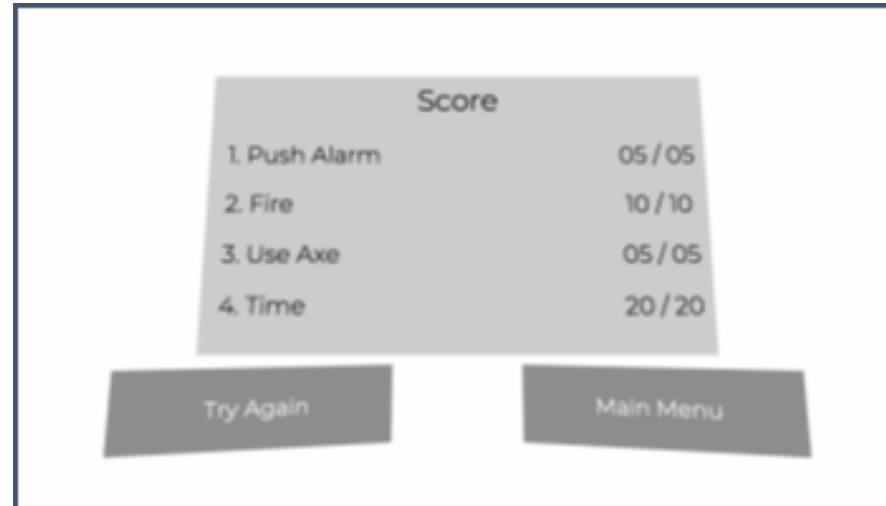 Score
1. Push Alarm 05 / 05
2. Fire 10 / 10
3. Use Axe 05 / 05
4. Time 20 / 20
Try Again Main Menu